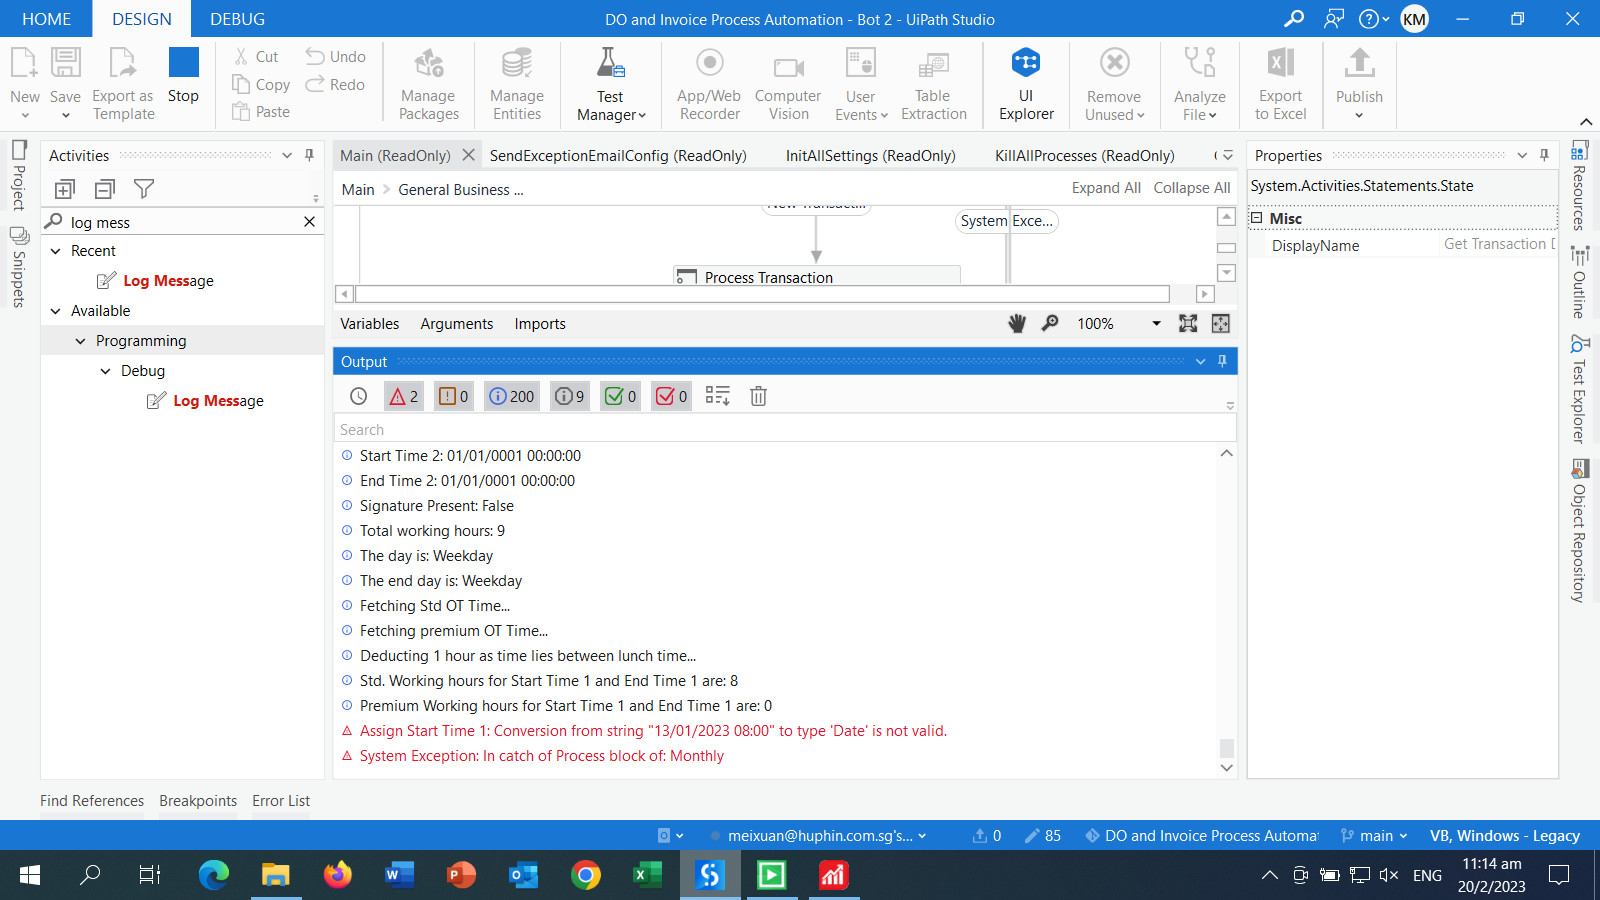 HOME DESIGN DEBUG
DO and Invoice Process Automation - Bot 2 - UiPath Studio
KM
New Save Export as Template Stop
Cut Copy Paste Undo Redo
Manage Packages
Manage Entities
Test Manager
App/Web Recorder
Computer Vision
User Events
Table Extraction
UI Explorer
Remove Unused
Analyze File
Export to Excel
Publish
Project
Snippets
Activities
log mess
Recent
Log Message
Available
Programming
Debug
Log Message
Main (ReadOnly) SendExceptionEmailConfig (ReadOnly) InitAllSettings (ReadOnly) KillAllProcesses (ReadOnly)
Main > General Business ...
Expand All Collapse All
New Transact...
System Exce...
Process Transaction
Variables Arguments Imports
100%
Output
2 0 200 9 0 0
Search
Start Time 2: 01/01/0001 00:00:00
End Time 2: 01/01/0001 00:00:00
Signature Present: False
Total working hours: 9
The day is: Weekday
The end day is: Weekday
Fetching Std OT Time...
Fetching premium OT Time...
Deducting 1 hour as time lies between lunch time...
Std. Working hours for Start Time 1 and End Time 1 are: 8
Premium Working hours for Start Time 1 and End Time 1 are: 0
Assign Start Time 1: Conversion from string "13/01/2023 08:00" to type 'Date' is not valid.
System Exception: In catch of Process block of: Monthly
Properties
System.Activities.Statements.State
Misc
DisplayName Get Transaction
Resources
Outline
Test Explorer
Object Repository
Find References Breakpoints Error List
meixuan@huphin.com.sg's... 0 85 DO and Invoice Process Automat main VB, Windows - Legacy
ENG
11:14 am
20/2/2023